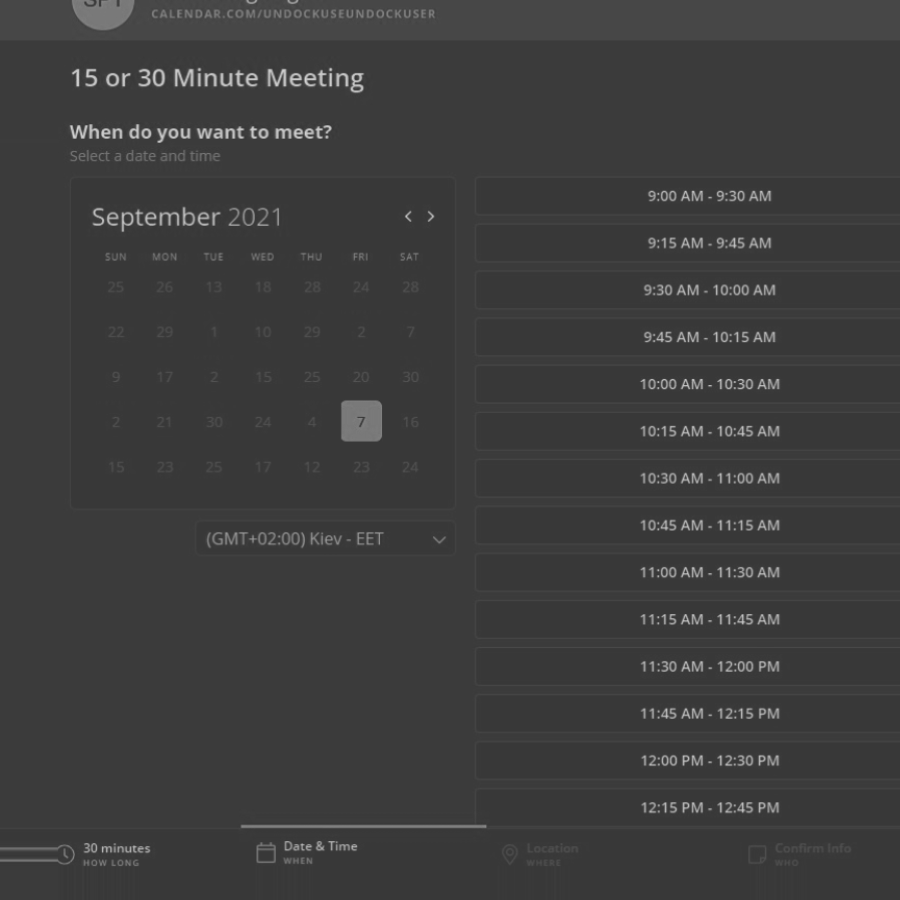 CALENDAR.COM/UNDOCKUSEUNDOCKUSER
15 or 30 Minute Meeting
When do you want to meet?
Select a date and time
September 2021
< >
SUN MON TUE WED THU FRI SAT
25 26 13 18 28 24 28
22 29 1 10 29 2 7
9 17 2 15 25 20 30
2 21 30 24 4 7 16
15 23 25 17 12 23 24
(GMT+02:00) Kiev - EET
9:00 AM - 9:30 AM
9:15 AM - 9:45 AM
9:30 AM - 10:00 AM
9:45 AM - 10:15 AM
10:00 AM - 10:30 AM
10:15 AM - 10:45 AM
10:30 AM - 11:00 AM
10:45 AM - 11:15 AM
11:00 AM - 11:30 AM
11:15 AM - 11:45 AM
11:30 AM - 12:00 PM
11:45 AM - 12:15 PM
12:00 PM - 12:30 PM
12:15 PM - 12:45 PM
30 minutes
HOW LONG
Date & Time
WHEN
Location
WHERE
Confirm Info
WHO